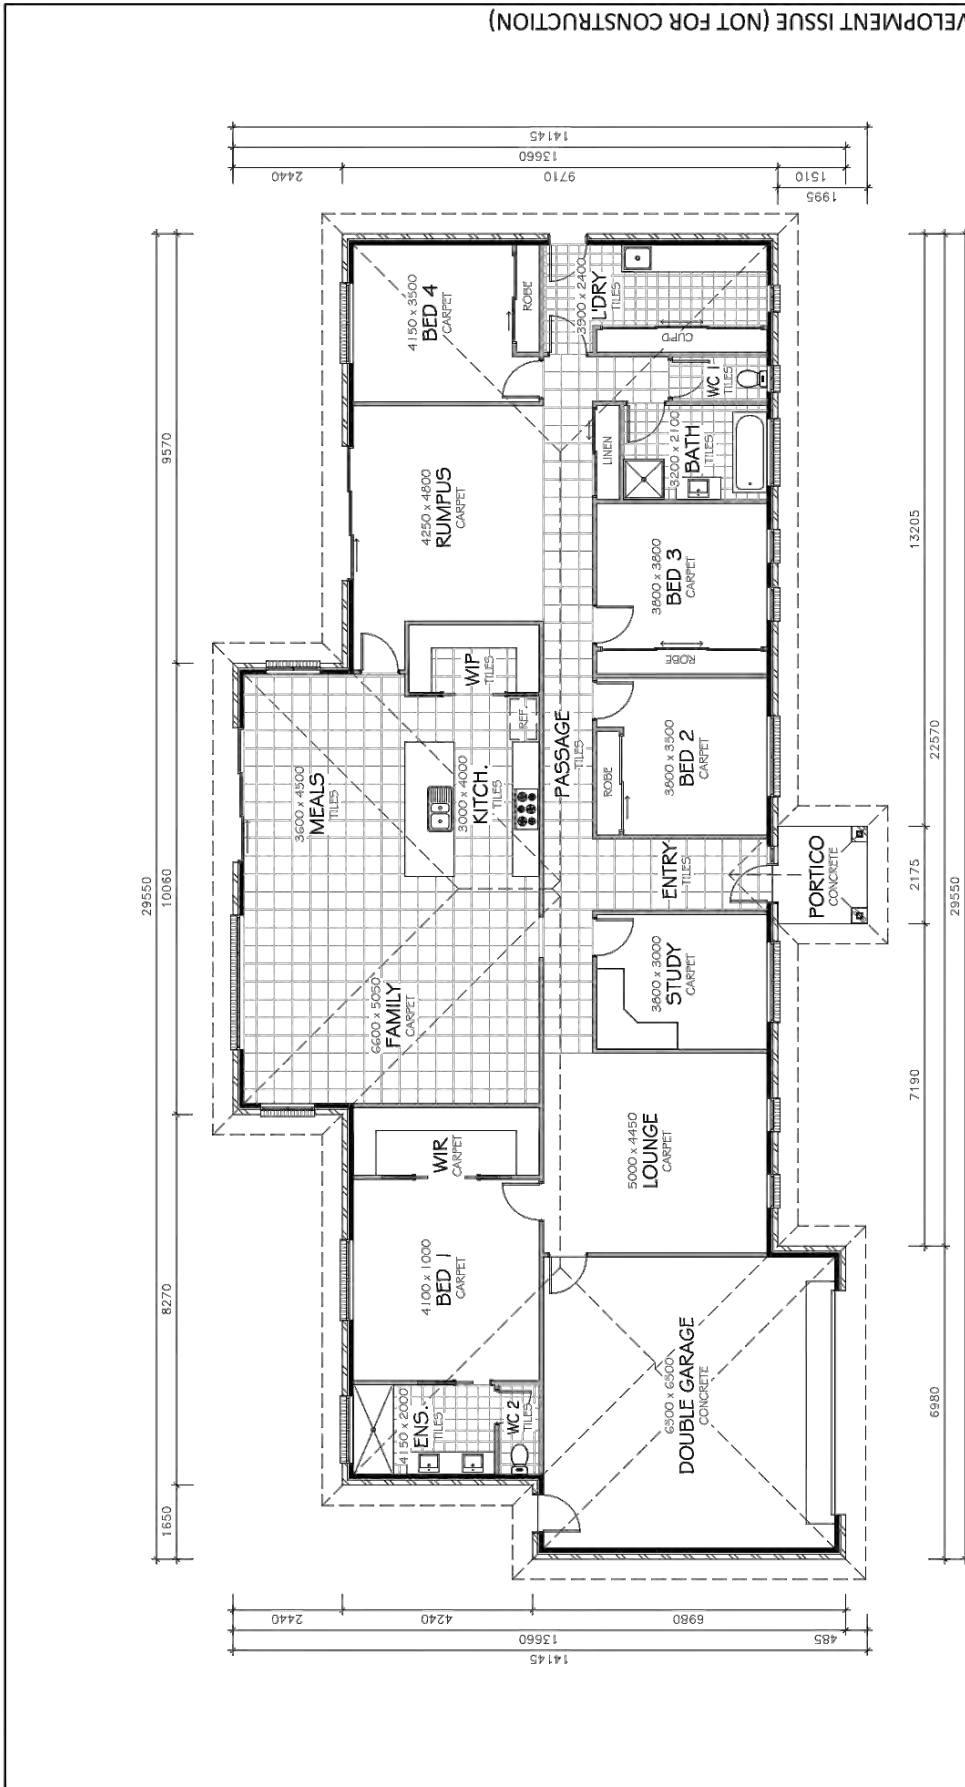 VELOPMENT ISSUE (NOT FOR CONSTRUCTION)
14145
13660
2440
9710
1510
1995
4150 x 3500
BED 4
CARPET
ROBE
3900 x 2400
L'DRY
TILES
CUP'D
WC 1
TILES
LINEN
3200 x 2100
BATH
TILES
4250 x 4800
RUMPUS
CARPET
3800 x 3800
BED 3
CARPET
ROBE
WIP
TILES
REF.
3600 x 4500
MEALS
TILES
3000 x 4000
KITCH.
TILES
PASSAGE
TILES
ROBE
3800 x 3500
BED 2
CARPET
ENTRY
TILES
PORTICO
CONCRETE
6600 x 5050
FAMILY
CARPET
3800 x 3000
STUDY
CARPET
WIR
CARPET
5000 x 4450
LOUNGE
CARPET
4100 x 1000
BED 1
CARPET
4150 x 2000
ENS.
TILES
WC 2
TILES
6500 x 6500
DOUBLE GARAGE
CONCRETE
29550
9570
10060
8270
1650
13205
2175
7190
22570
6980
29550
2440
4240
6980
13660
485
14145